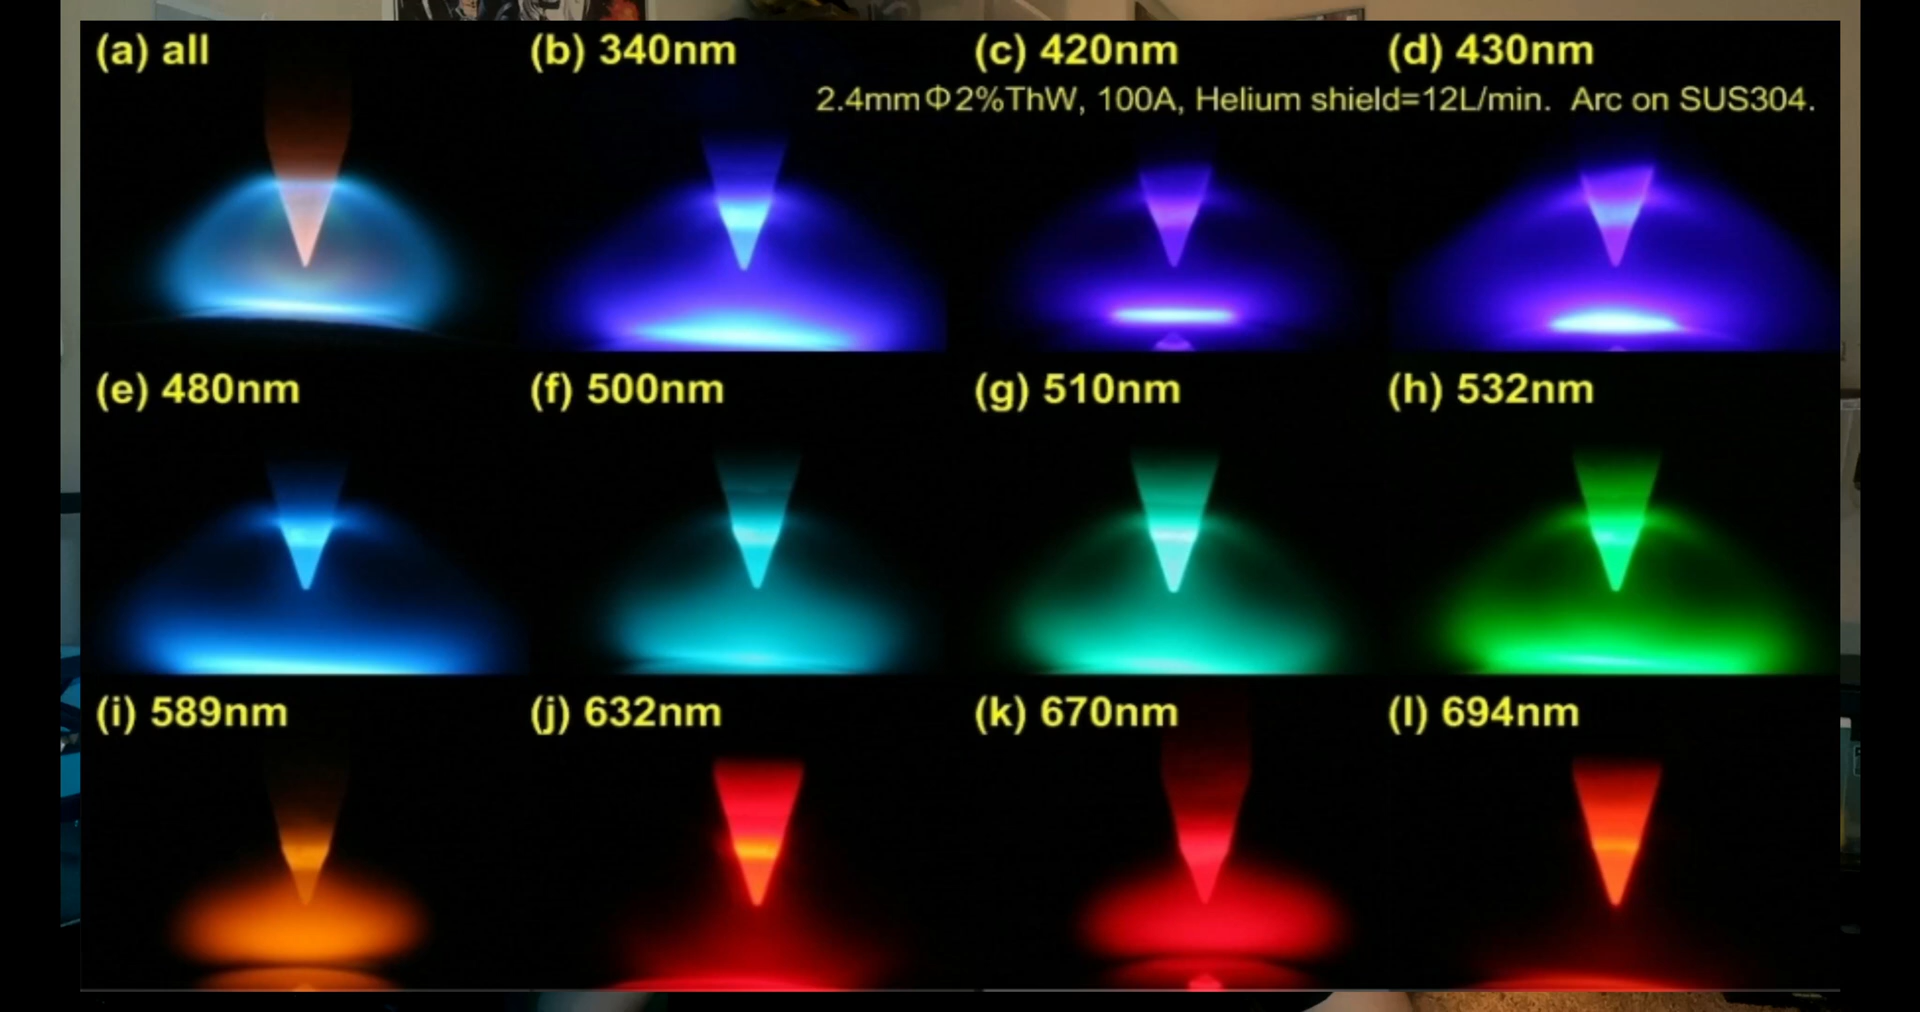 (a) all (b) 340nm (c) 420nm (d) 430nm
2.4mmΦ2%ThW, 100A, Helium shield=12L/min. Arc on SUS304.
(e) 480nm (f) 500nm (g) 510nm (h) 532nm
(i) 589nm (j) 632nm (k) 670nm (l) 694nm